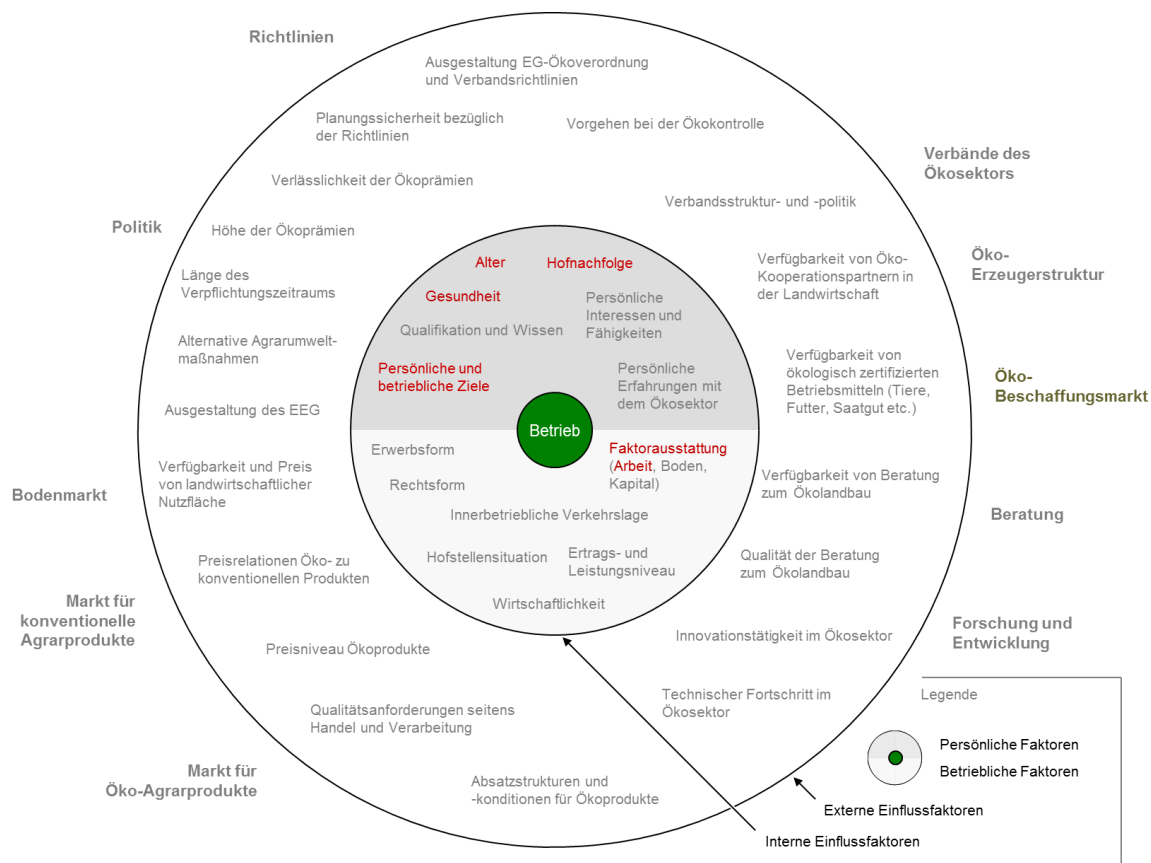 Richtlinien
Ausgestaltung EG-Ökoverordnung
und Verbandsrichtlinien
Planungssicherheit bezüglich
der Richtlinien
Vorgehen bei der Ökokontrolle
Verbände des
Ökosektors
Verlässlichkeit der Ökoprämien
Verbandsstruktur- und -politik
Politik
Höhe der Ökoprämien
Länge des
Verpflichtungszeitraums
Verfügbarkeit von Öko-
Kooperationspartnern in
der Landwirtschaft
Öko-
Erzeugerstruktur
Alter
Hofnachfolge
Gesundheit
Persönliche
Interessen und
Fähigkeiten
Qualifikation und Wissen
Alternative Agrarumwelt-
maßnahmen
Persönliche und
betriebliche Ziele
Persönliche
Erfahrungen mit
dem Ökosektor
Verfügbarkeit von
ökologisch zertifizierten
Betriebsmitteln (Tiere,
Futter, Saatgut etc.)
Öko-
Beschaffungsmarkt
Ausgestaltung des EEG
Betrieb
Erwerbsform
Faktorausstattung
(Arbeit, Boden,
Kapital)
Rechtsform
Verfügbarkeit und Preis
von landwirtschaftlicher
Nutzfläche
Bodenmarkt
Verfügbarkeit von Beratung
zum Ökolandbau
Beratung
Innerbetriebliche Verkehrslage
Hofstellensituation
Ertrags- und
Leistungsniveau
Qualität der Beratung
zum Ökolandbau
Preisrelationen Öko- zu
konventionellen Produkten
Markt für
konventionelle
Agrarprodukte
Wirtschaftlichkeit
Innovationstätigkeit im Ökosektor
Forschung und
Entwicklung
Preisniveau Ökoprodukte
Technischer Fortschritt im
Ökosektor
Qualitätsanforderungen seitens
Handel und Verarbeitung
Markt für
Öko-Agrarprodukte
Absatzstrukturen und
-konditionen für Ökoprodukte
Legende
Persönliche Faktoren
Betriebliche Faktoren
Externe Einflussfaktoren
Interne Einflussfaktoren